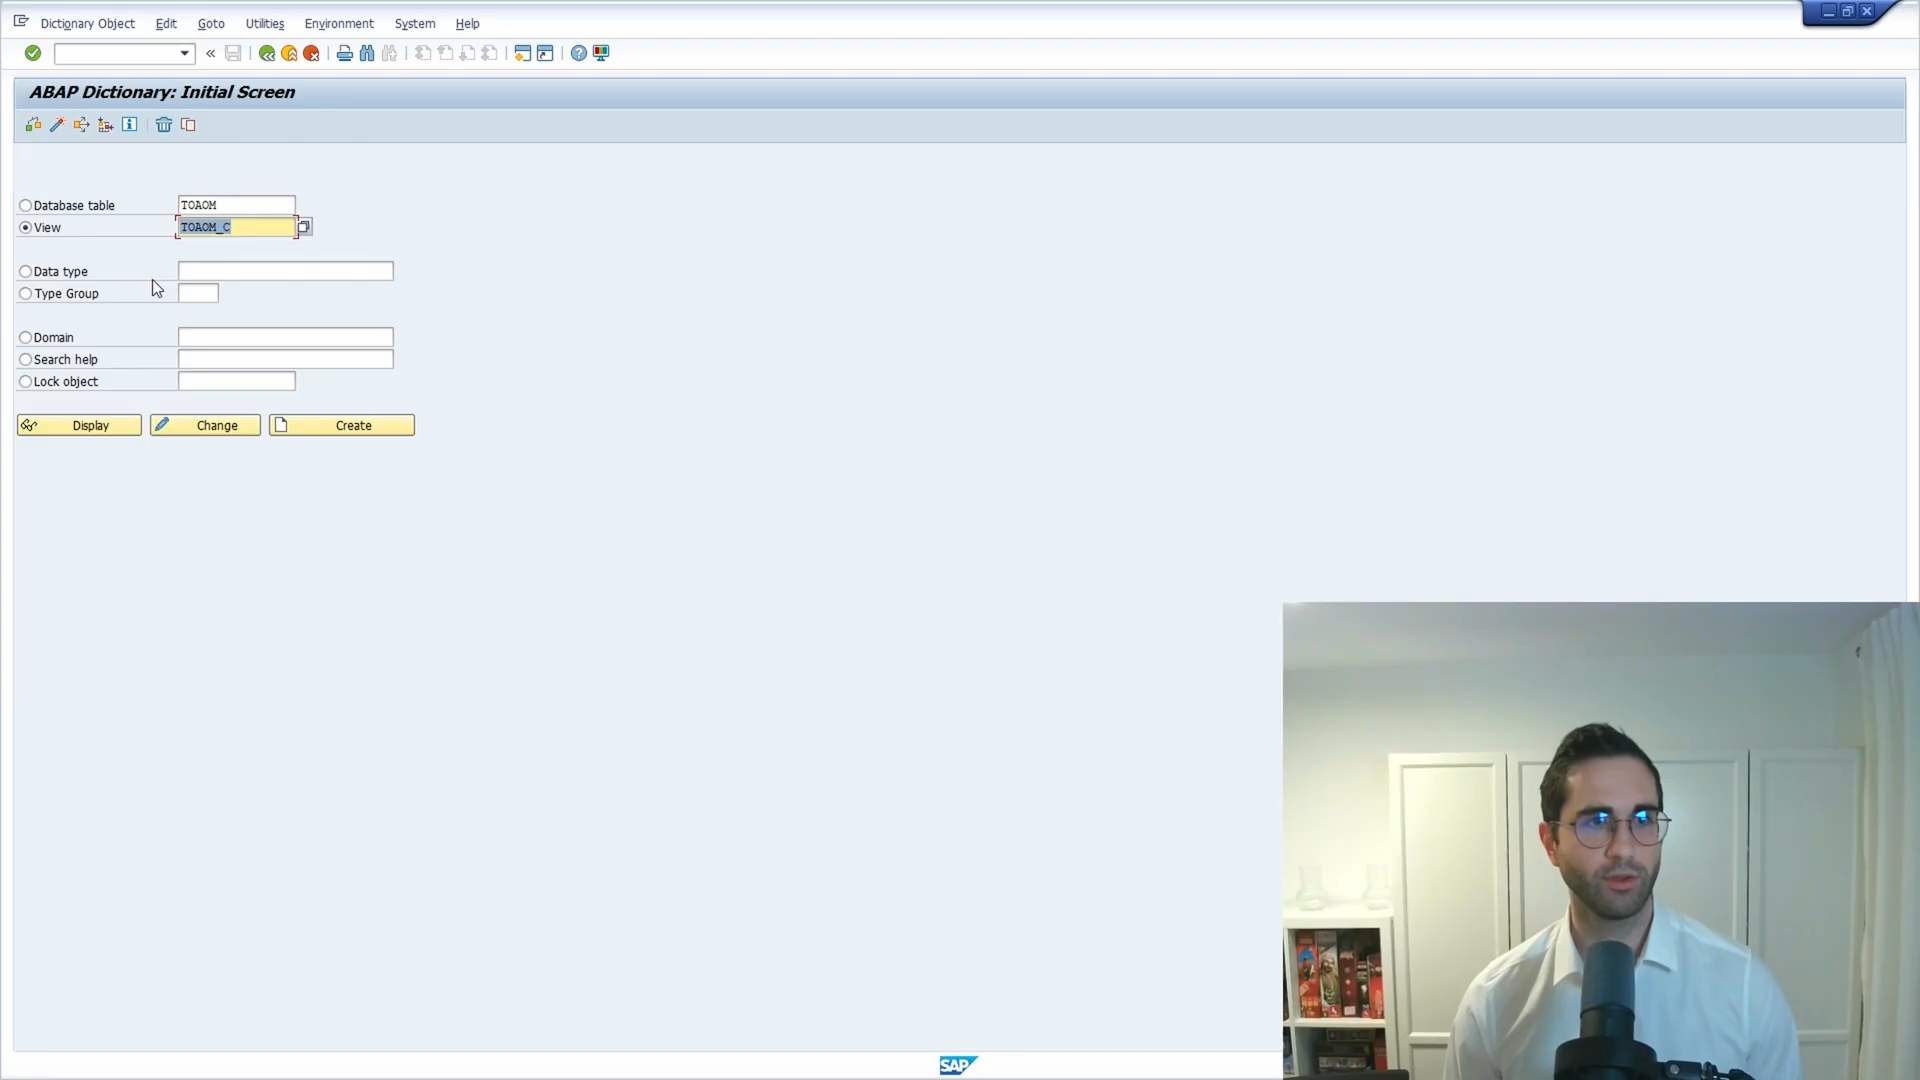 Dictionary Object Edit Goto Utilities Environment System Help
ABAP Dictionary: Initial Screen
Database table TOAOM
View TOAOM_C
Data type
Type Group
Domain
Search help
Lock object
Display Change Create
SAP